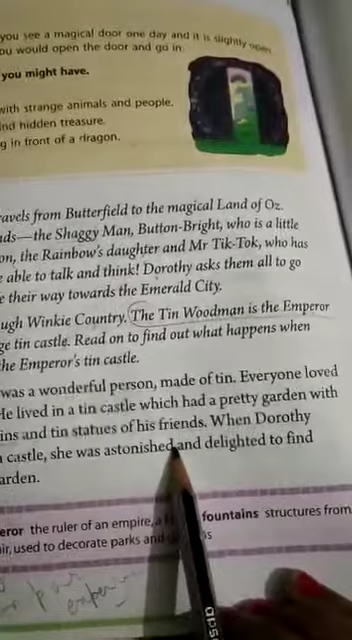 you see a magical door one day and it is slightly open
ou would open the door and go in.
you might have.
with strange animals and people.
ind hidden treasure.
g in front of a dragon.
ravels from Butterfield to the magical Land of Oz.
nds—the Shaggy Man, Button-Bright, who is a little
on, the Rainbow's daughter and Mr Tik-Tok, who has
e able to talk and think! Dorothy asks them all to go
e their way towards the Emerald City.
ugh Winkie Country. The Tin Woodman is the Emperor
ge tin castle. Read on to find out what happens when
the Emperor's tin castle.
was a wonderful person, made of tin. Everyone loved
He lived in a tin castle which had a pretty garden with
ins and tin statues of his friends. When Dorothy
castle, she was astonished and delighted to find
arden.
eror the ruler of an empire, fountains structures from
air, used to decorate parks and
apsa